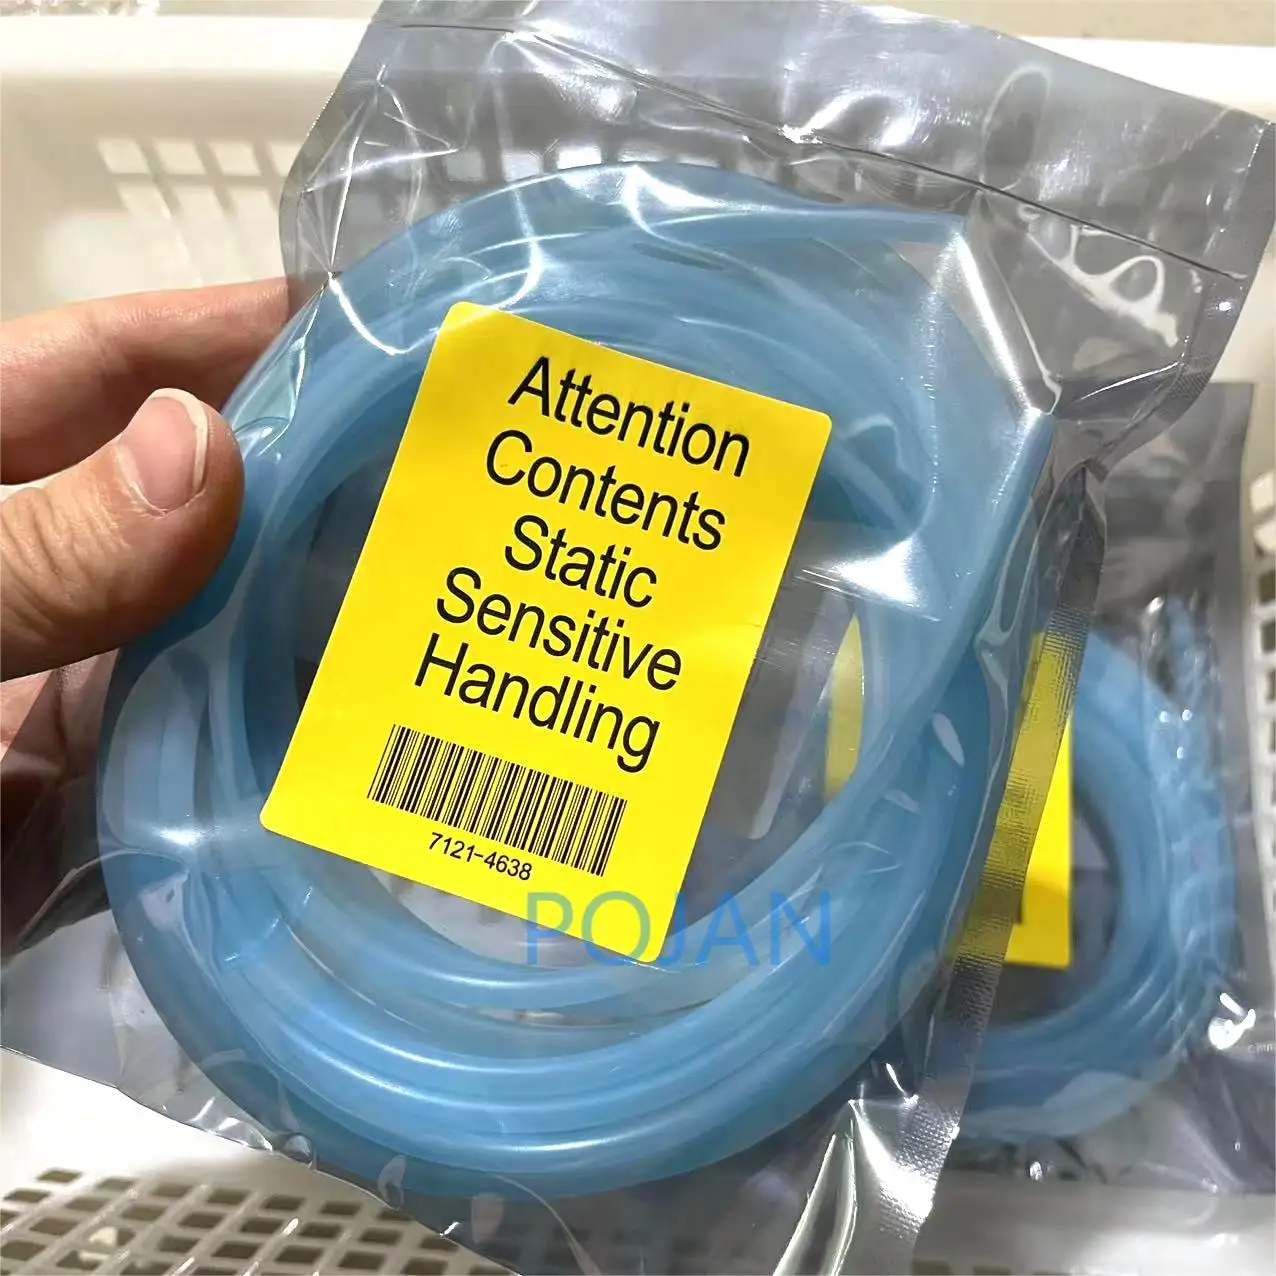 Attention
Contents
Static
Sensitive
Handling
7121-4638
POJAN